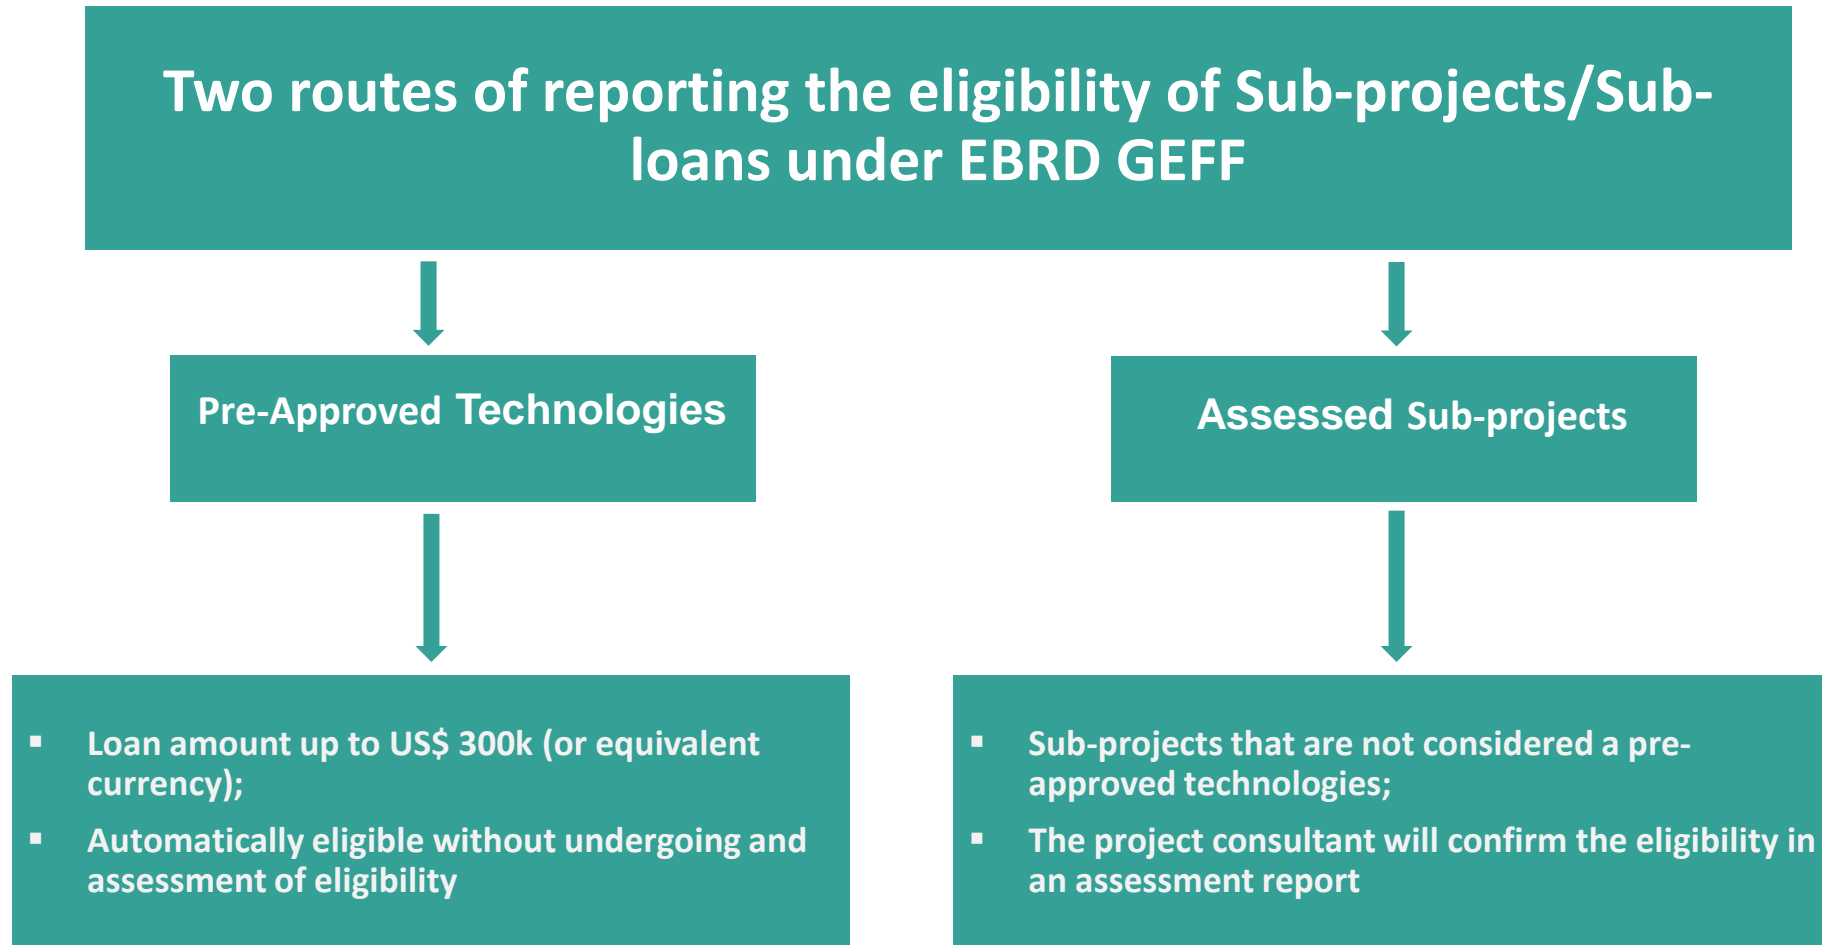 Two routes of reporting the eligibility of Sub-projects/Sub-
loans under EBRD GEFF
Pre-Approved Technologies
Assessed Sub-projects
▪ Loan amount up to US$ 300k (or equivalent
currency);
▪ Automatically eligible without undergoing and
assessment of eligibility
▪ Sub-projects that are not considered a pre-
approved technologies;
▪ The project consultant will confirm the eligibility in
an assessment report